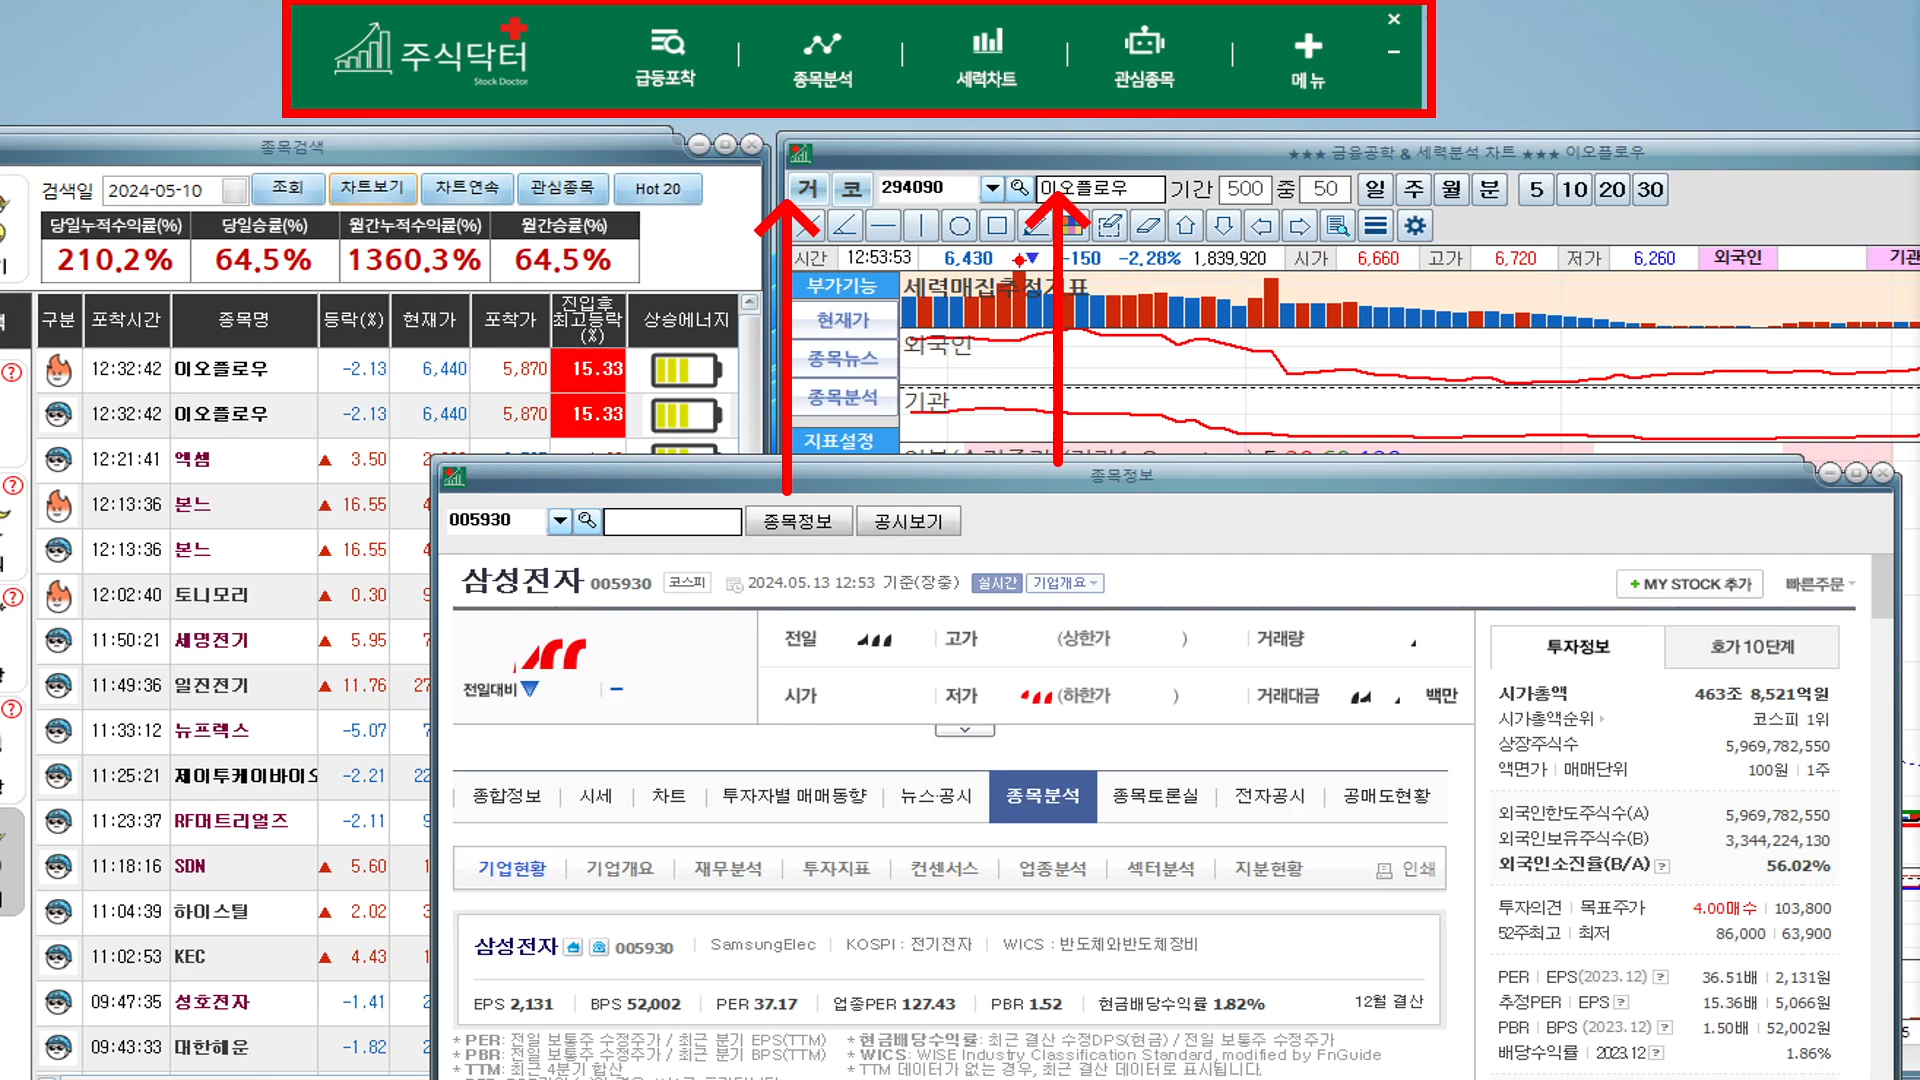 주식닥터
Stock Doctor
급등포착
종목분석
세력차트
관심종목
메뉴
종목검색
검색일 2024-05-10 조회 차트보기 차트연속 관심종목 Hot 20
당일누적수익률(%) 당일승률(%) 월간누적수익률(%) 월간승률(%)
210.2% 64.5% 1360.3% 64.5%
구분 포착시간 종목명 등락(%) 현재가 포착가 진입후 최고등락 (%) 상승에너지
12:32:42 이오플로우 -2.13 6,440 5,870 15.33
12:32:42 이오플로우 -2.13 6,440 5,870 15.33
12:21:41 엑셈 ▲ 3.50
12:13:36 본느 ▲ 16.55
12:13:36 본느 ▲ 16.55
12:02:40 토니모리 ▲ 0.30
11:50:21 세명전기 ▲ 5.95
11:49:36 일진전기 ▲ 11.76
11:33:12 뉴프렉스 -5.07
11:25:21 제이투케이바이오 -2.21
11:23:37 RF머트리얼즈 -2.11
11:18:16 SDN ▲ 5.60
11:04:39 하이스틸 ▲ 2.02
11:02:53 KEC ▲ 4.43
09:47:35 성호전자 -1.41
09:43:33 대한해운 -1.82
★★★ 금융공학 & 세력분석 차트 ★★★ 이오플로우
거 코 294090 이오플로우 기간 500 중 50 일 주 월 분 5 10 20 30
시간 12:53:53 6,430 ▼ -150 -2.28% 1,839,920 시가 6,660 고가 6,720 저가 6,260 외국인 기관
부가기능
현재가
종목뉴스
종목분석
지표설정
세력매집추정지표
외국인
기관
종목정보
005930 종목정보 공시보기
삼성전자 005930 코스피 2024.05.13 12:53 기준(장중) 실시간 기업개요
+ MY STOCK 추가 빠른주문
전일대비 ▼
전일 고가 (상한가 ) 거래량
시가 저가 (하한가 ) 거래대금 백만
종합정보 시세 차트 투자자별 매매동향 뉴스·공시 종목분석 종목토론실 전자공시 공매도현황
기업현황 기업개요 재무분석 투자지표 컨센서스 업종분석 섹터분석 지분현황 인쇄
삼성전자 005930 SamsungElec KOSPI : 전기전자 WICS : 반도체와반도체장비
EPS 2,131 BPS 52,002 PER 37.17 업종PER 127.43 PBR 1.52 현금배당수익률 1.82% 12월 결산
* PER: 전일 보통주 수정주가 / 최근 분기 EPS(TTM) * 현금배당수익률: 최근 결산 수정DPS(현금) / 전일 보통주 수정주가
* PBR: 전일 보통주 수정주가 / 최근 분기 BPS(TTM) * WICS: WISE Industry Classification Standard, modified by FnGuide
* TTM: 최근 4분기 합산 * TTM 데이터가 없는 경우, 최근 결산 데이터로 표시됩니다.
투자정보 호가 10단계
시가총액 463조 8,521억원
시가총액순위 코스피 1위
상장주식수 5,969,782,550
액면가 | 매매단위 100원 | 1주
외국인한도주식수(A) 5,969,782,550
외국인보유주식수(B) 3,344,224,130
외국인소진율(B/A) ? 56.02%
투자의견 | 목표주가 4.00매수 | 103,800
52주최고 | 최저 86,000 | 63,900
PER | EPS(2023.12) ? 36.51배 | 2,131원
추정PER | EPS ? 15.36배 | 5,066원
PBR | BPS (2023.12) ? 1.50배 | 52,002원
배당수익률 | 2023.12 ? 1.86%